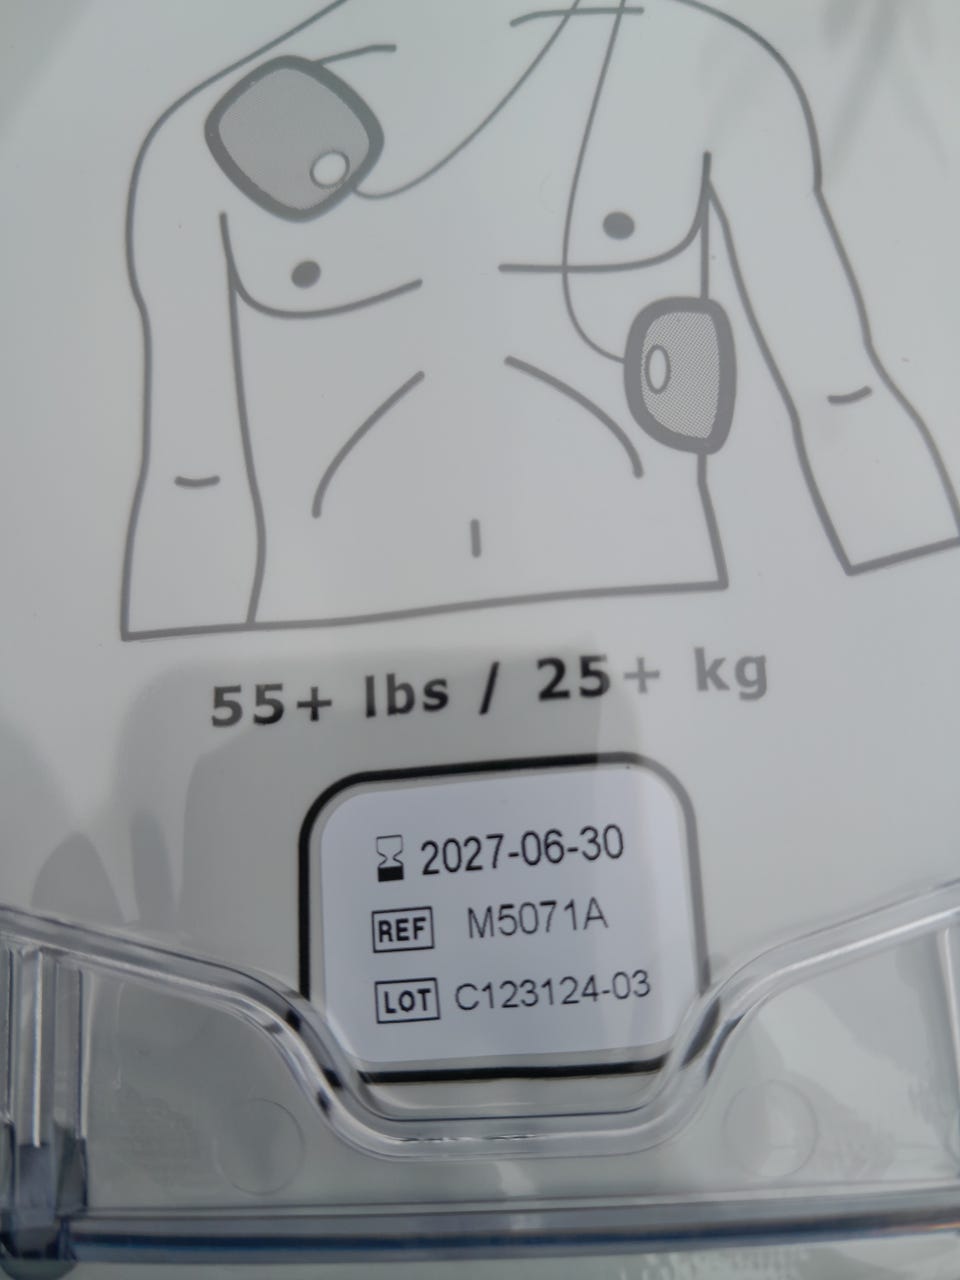 55+ lbs / 25+ kg
2027-06-30
REF M5071A
LOT C123124-03